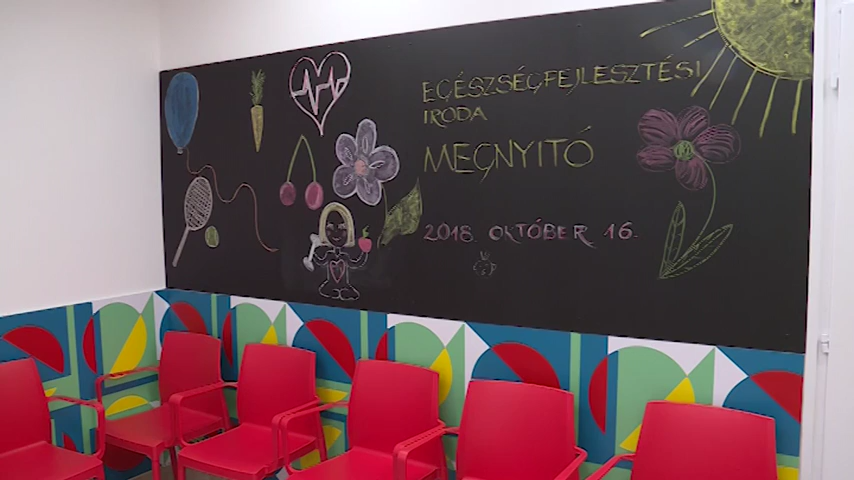 EGÉSZSÉGFEJLESZTÉSI
IRODA
MEGNYITÓ
2018. OKTÓBER 16.